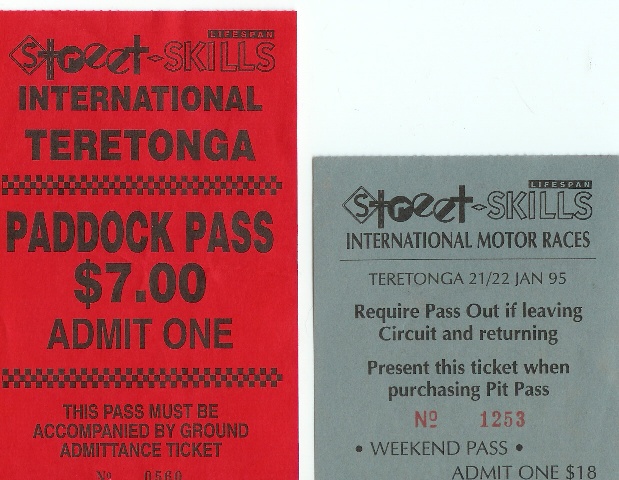 LIFESPAN
Street-SKILLS
INTERNATIONAL
TERETONGA
PADDOCK PASS
$7.00
ADMIT ONE
THIS PASS MUST BE
ACCOMPANIED BY GROUND
ADMITTANCE TICKET
Nº 0560
LIFESPAN
Street-SKILLS
INTERNATIONAL MOTOR RACES
TERETONGA 21/22 JAN 95
Require Pass Out if leaving
Circuit and returning
Present this ticket when
purchasing Pit Pass
Nº 1253
• WEEKEND PASS •
ADMIT ONE $18